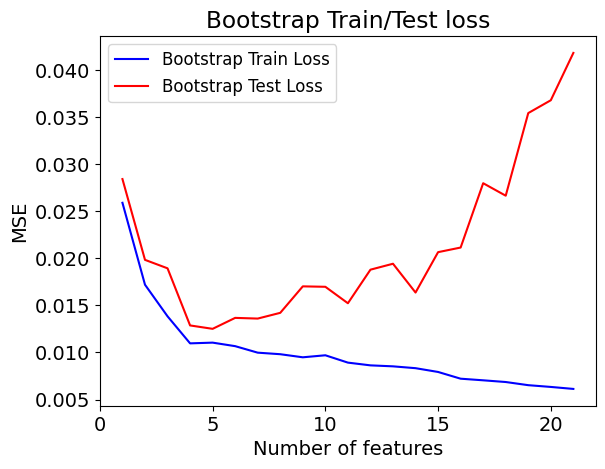 Bootstrap Train/Test loss
Bootstrap Train Loss
Bootstrap Test Loss
0.040
0.035
0.030
0.025
0.020
0.015
0.010
0.005
MSE
0 5 10 15 20
Number of features